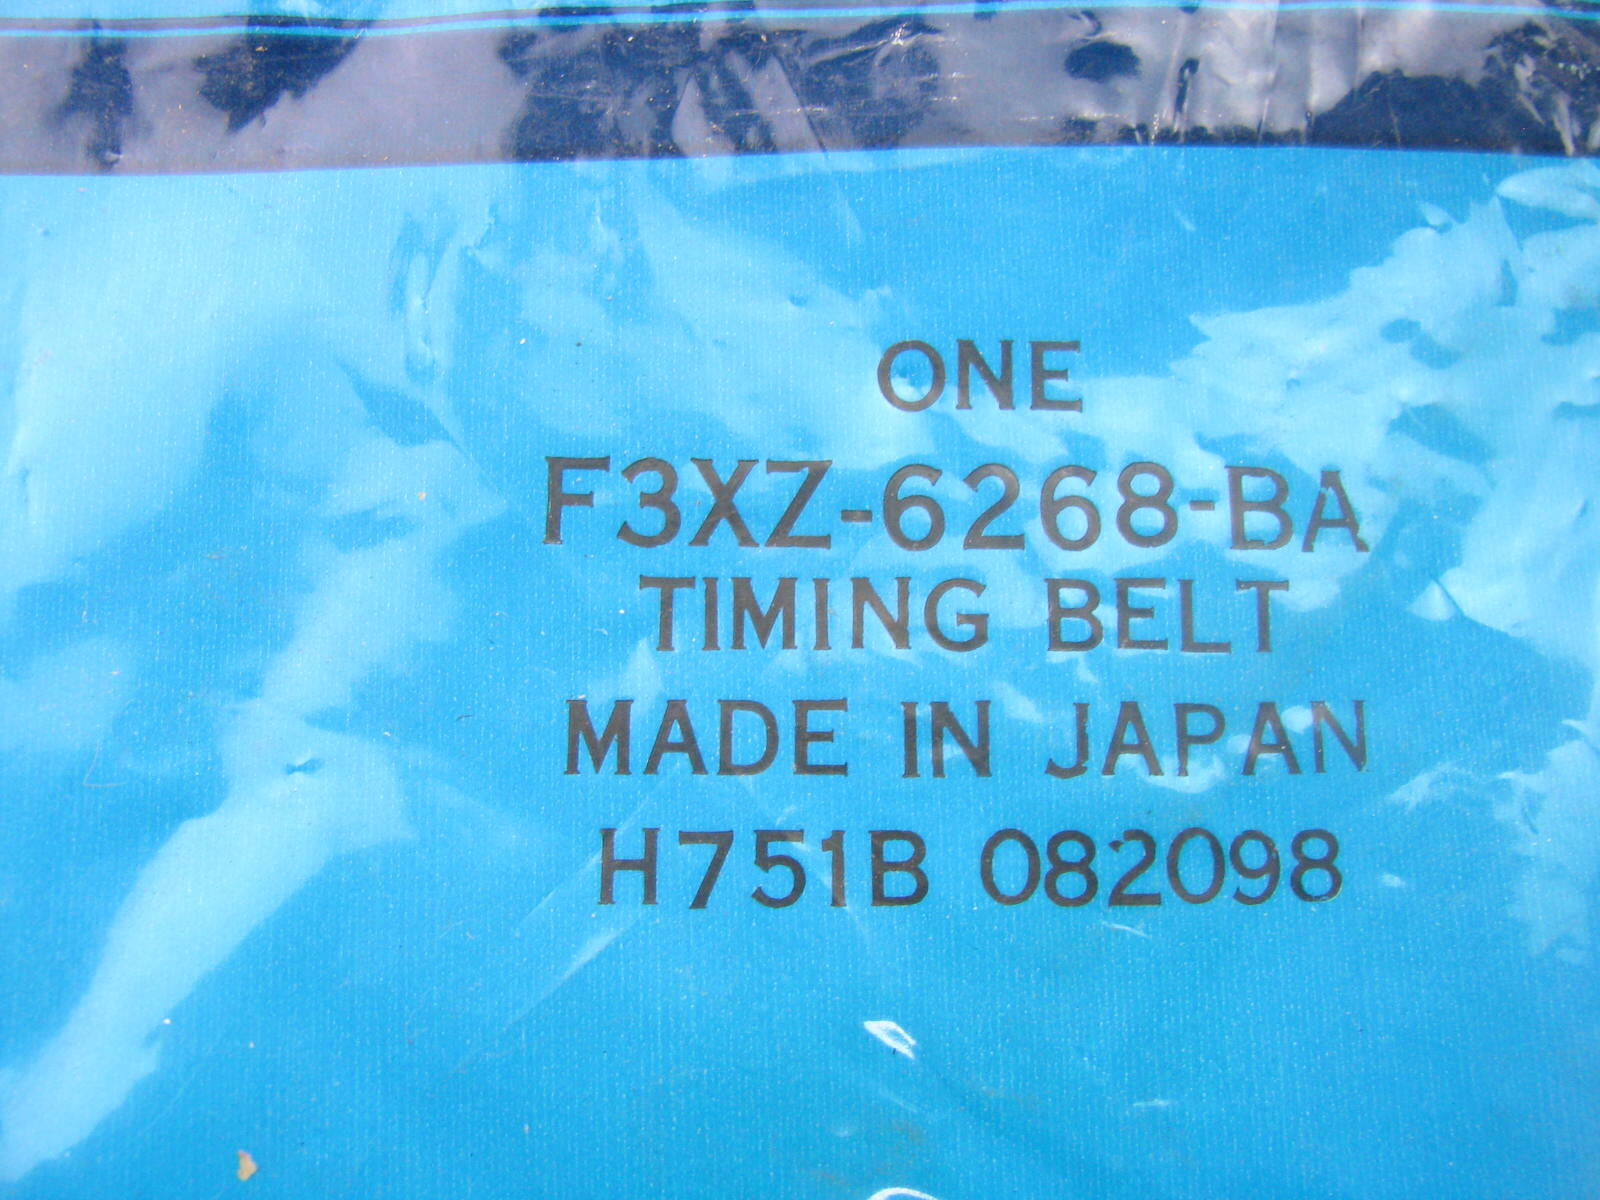 ONE
F3XZ-6268-BA
TIMING BELT
MADE IN JAPAN
H751B 082098